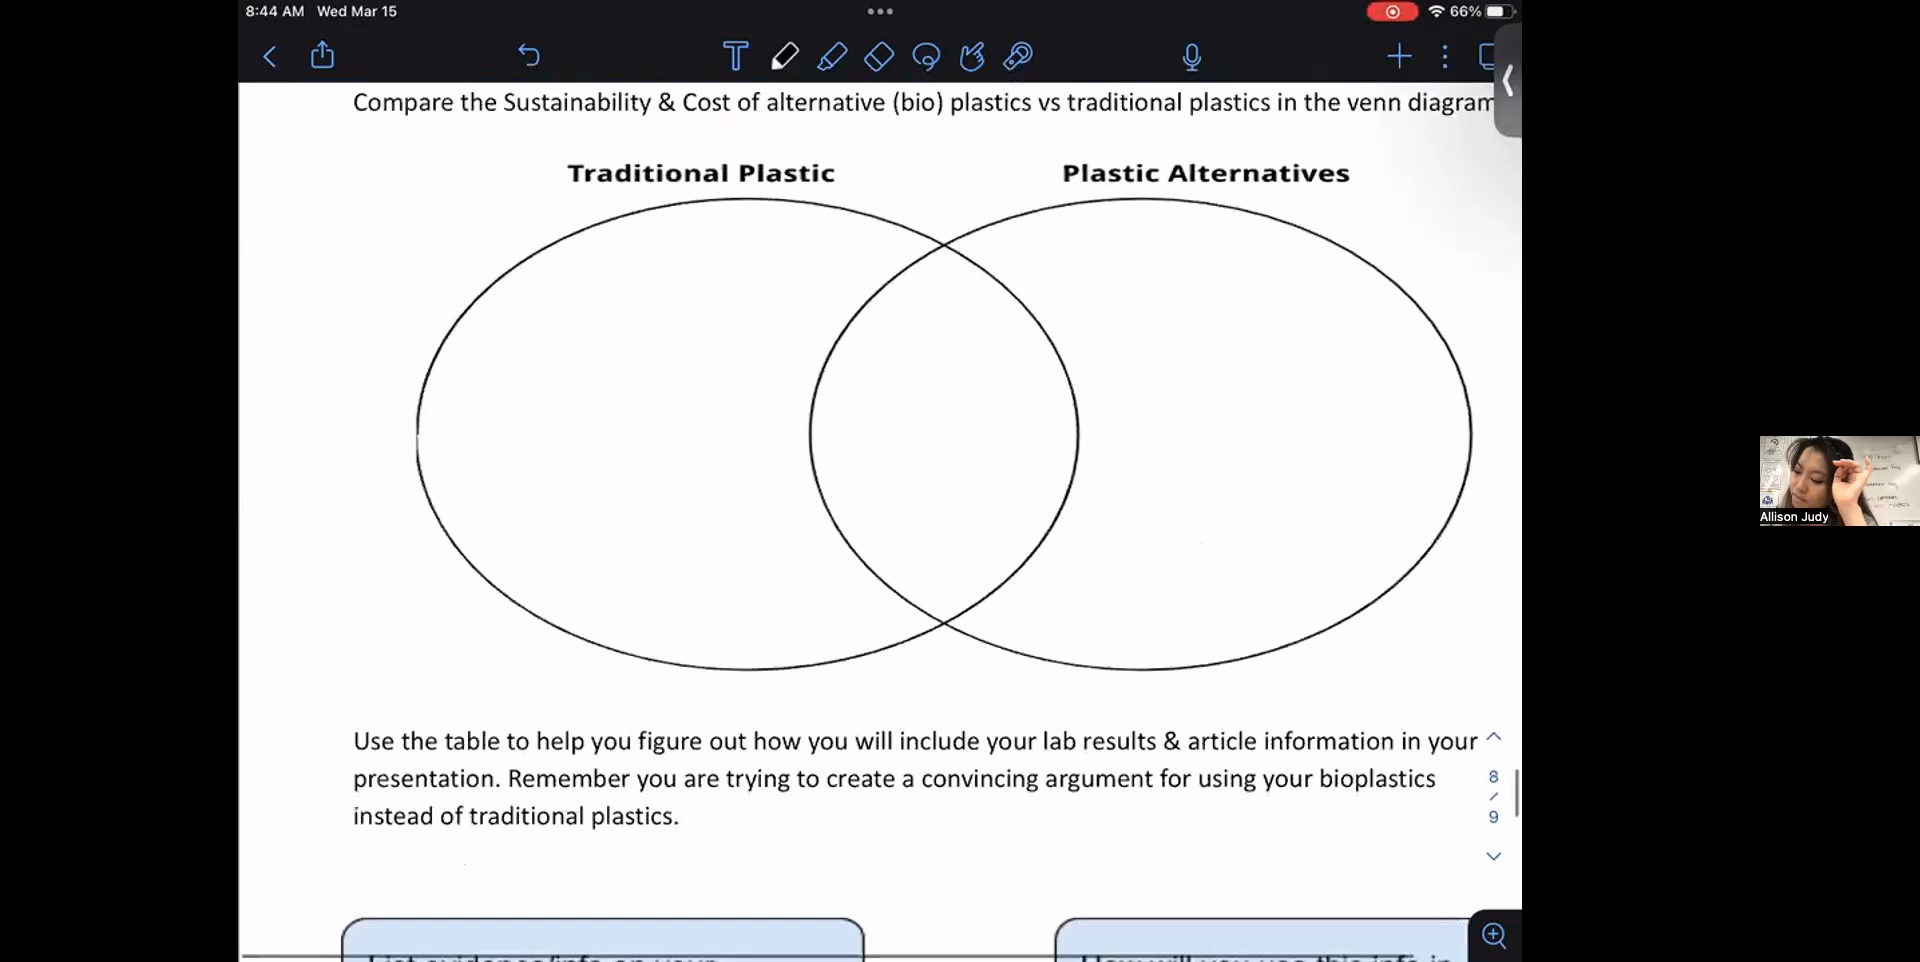 8:44 AM Wed Mar 15
66%
Compare the Sustainability & Cost of alternative (bio) plastics vs traditional plastics in the venn diagram
Traditional Plastic
Plastic Alternatives
Use the table to help you figure out how you will include your lab results & article information in your
presentation. Remember you are trying to create a convincing argument for using your bioplastics
instead of traditional plastics.
8
/
9
Allison Judy